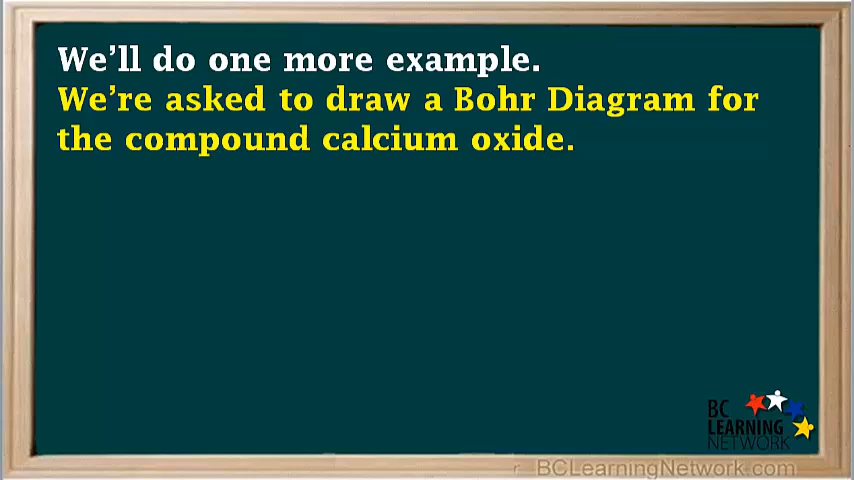 We'll do one more example.
We're asked to draw a Bohr Diagram for
the compound calcium oxide.
BC
LEARNING
NETWORK
BCLearningNetwork.com